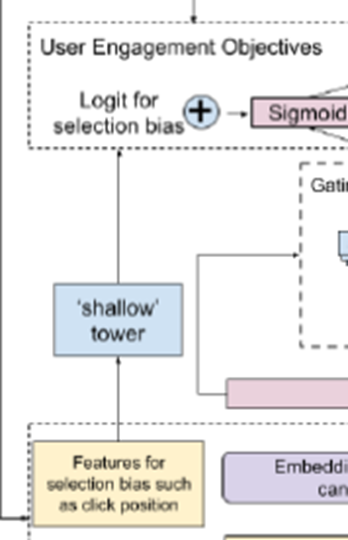 User Engagement Objectives
Logit for
selection bias
Sigmoid
'shallow'
tower
Features for
selection bias such
as click position